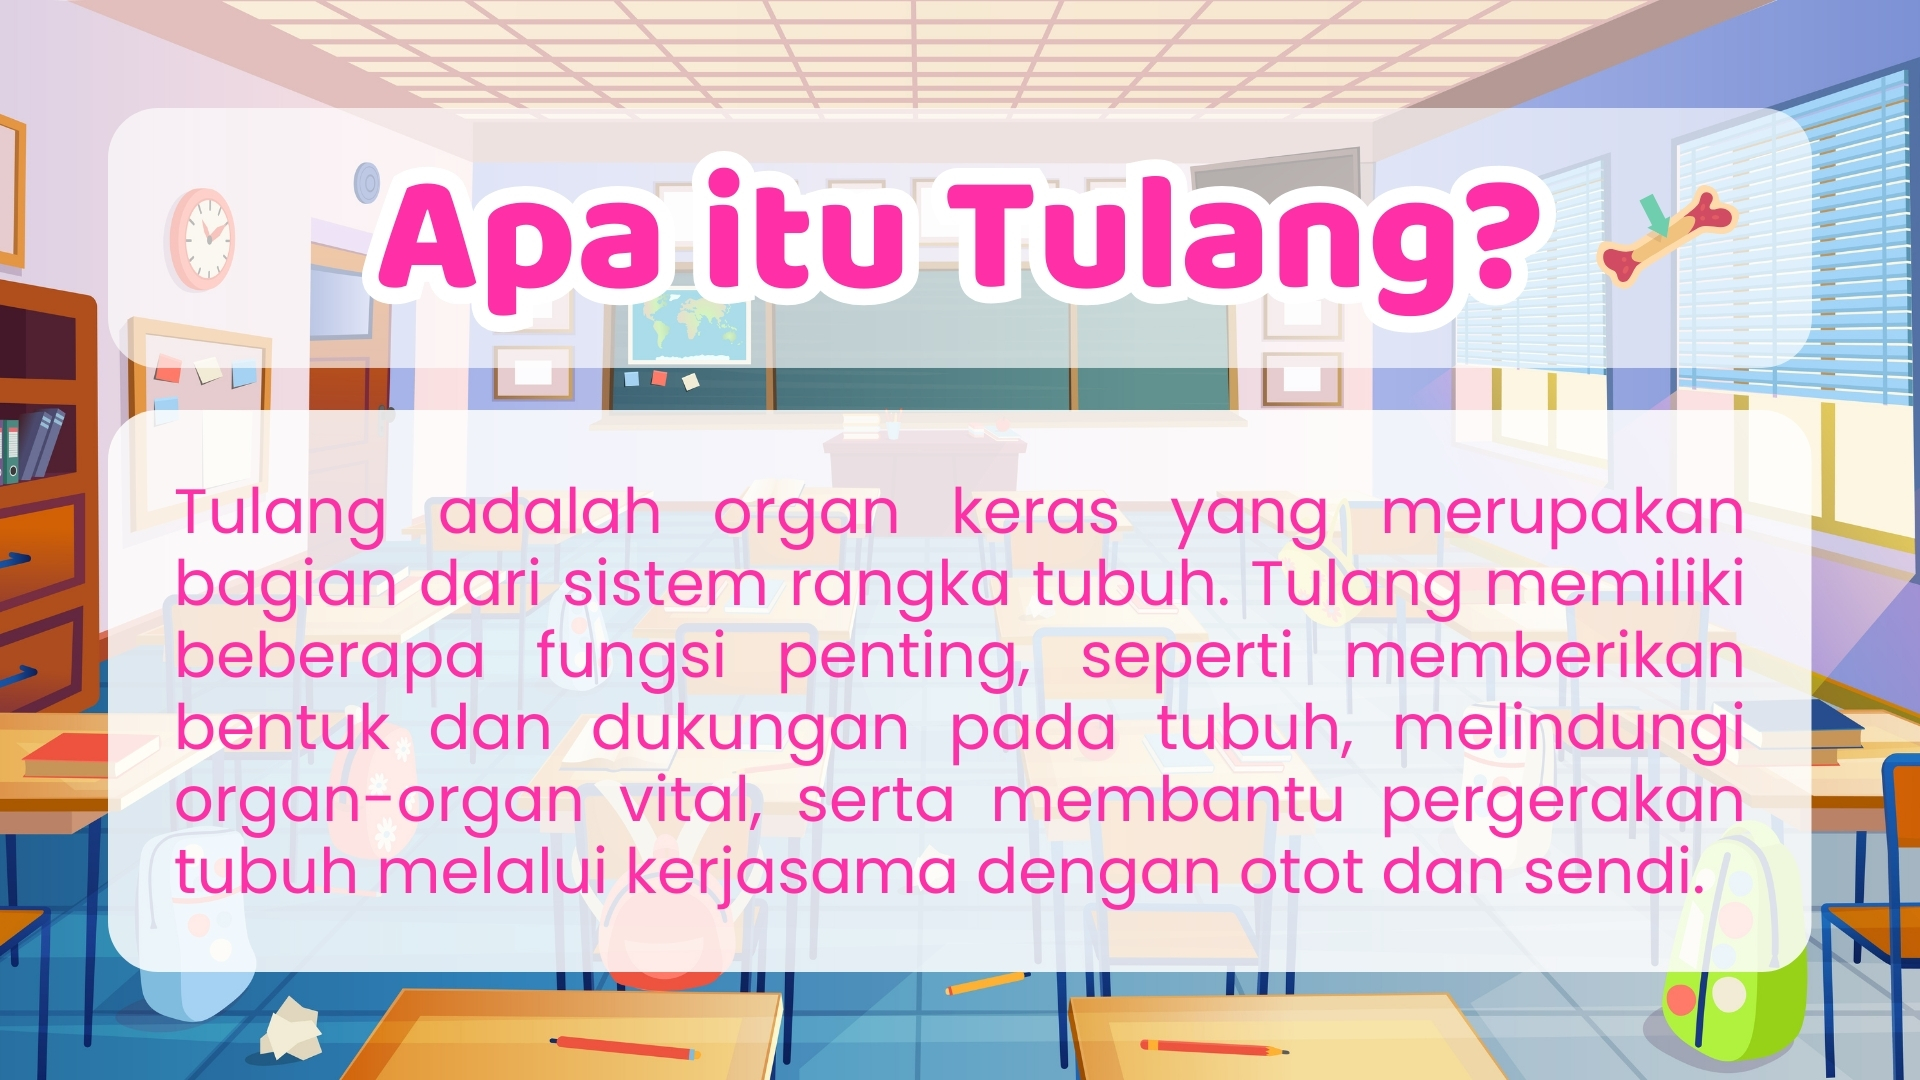 Apa itu Tulang?
Tulang adalah organ keras yang merupakan
bagian dari sistem rangka tubuh. Tulang memiliki
beberapa fungsi penting, seperti memberikan
bentuk dan dukungan pada tubuh, melindungi
organ-organ vital, serta membantu pergerakan
tubuh melalui kerjasama dengan otot dan sendi.